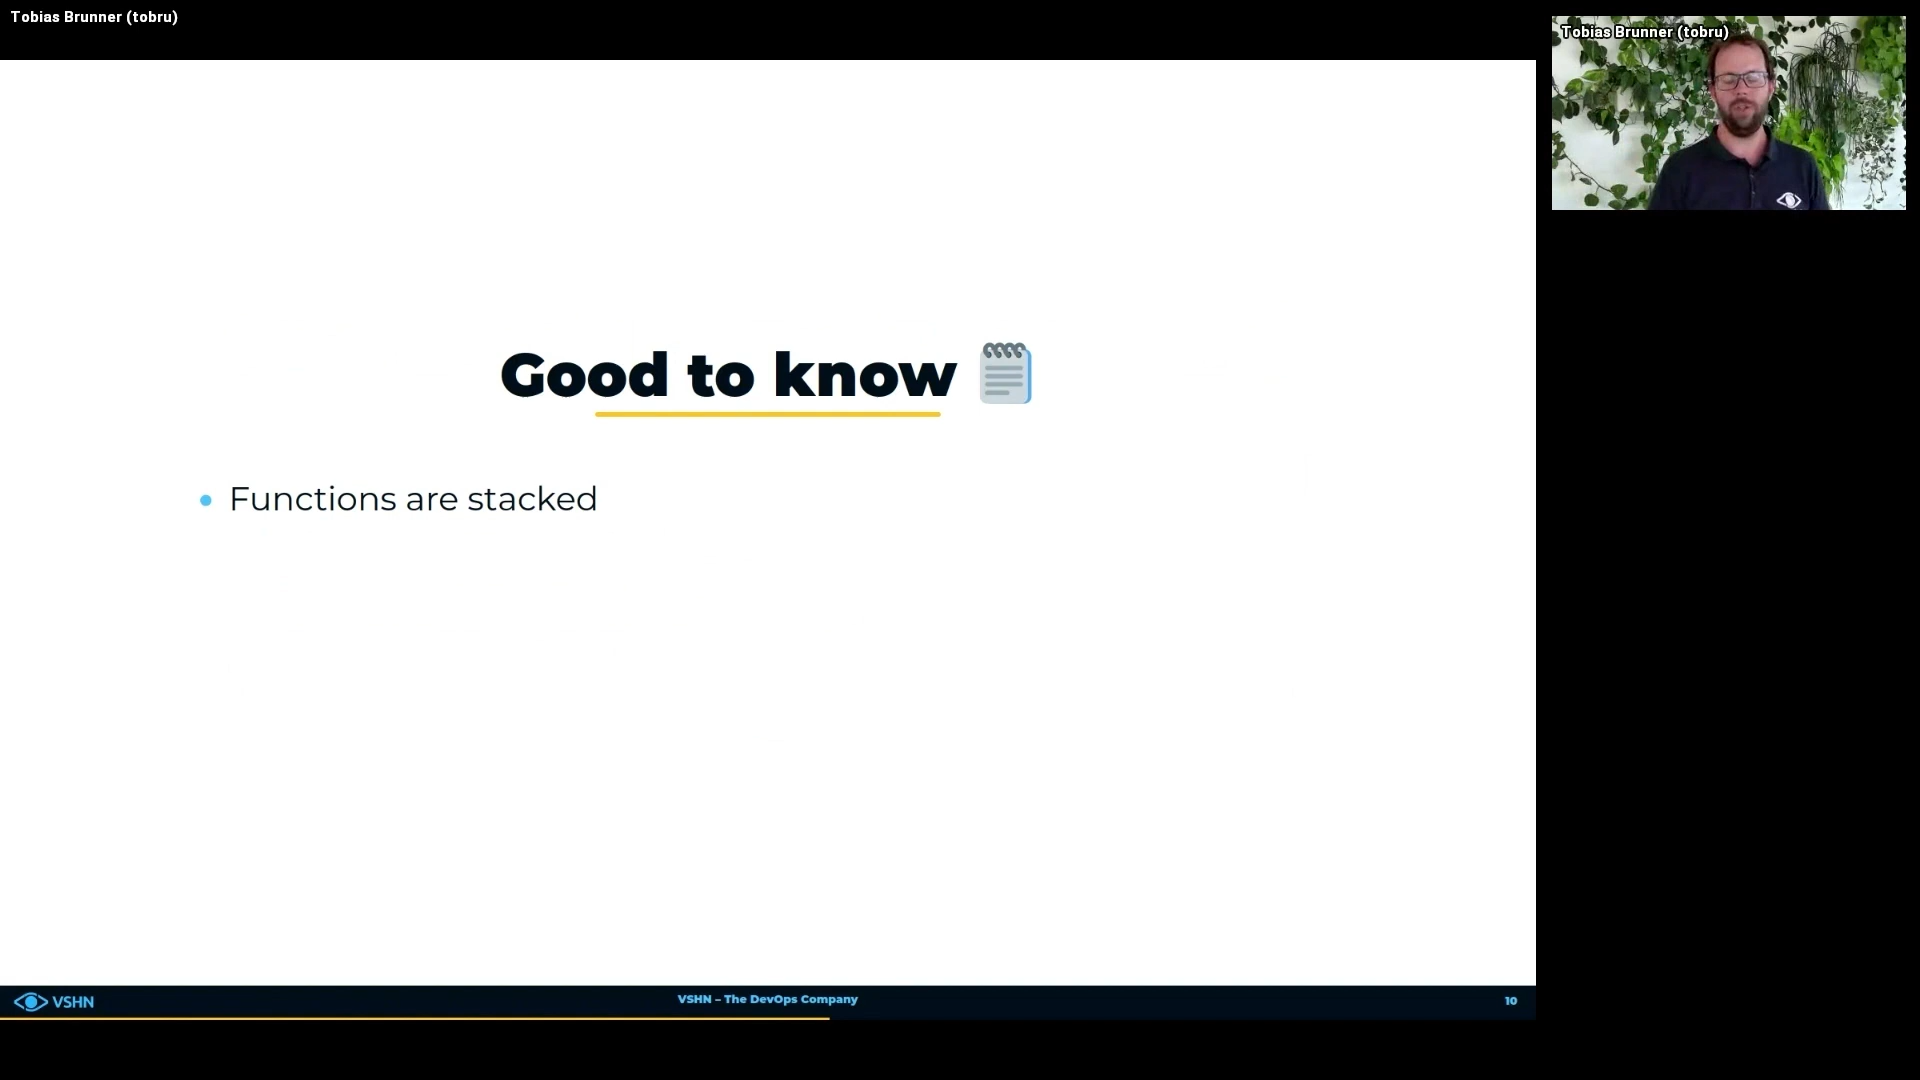 Tobias Brunner (tobru)
Tobias Brunner (tobru)
Good to know
Functions are stacked
VSHN
VSHN – The DevOps Company
10